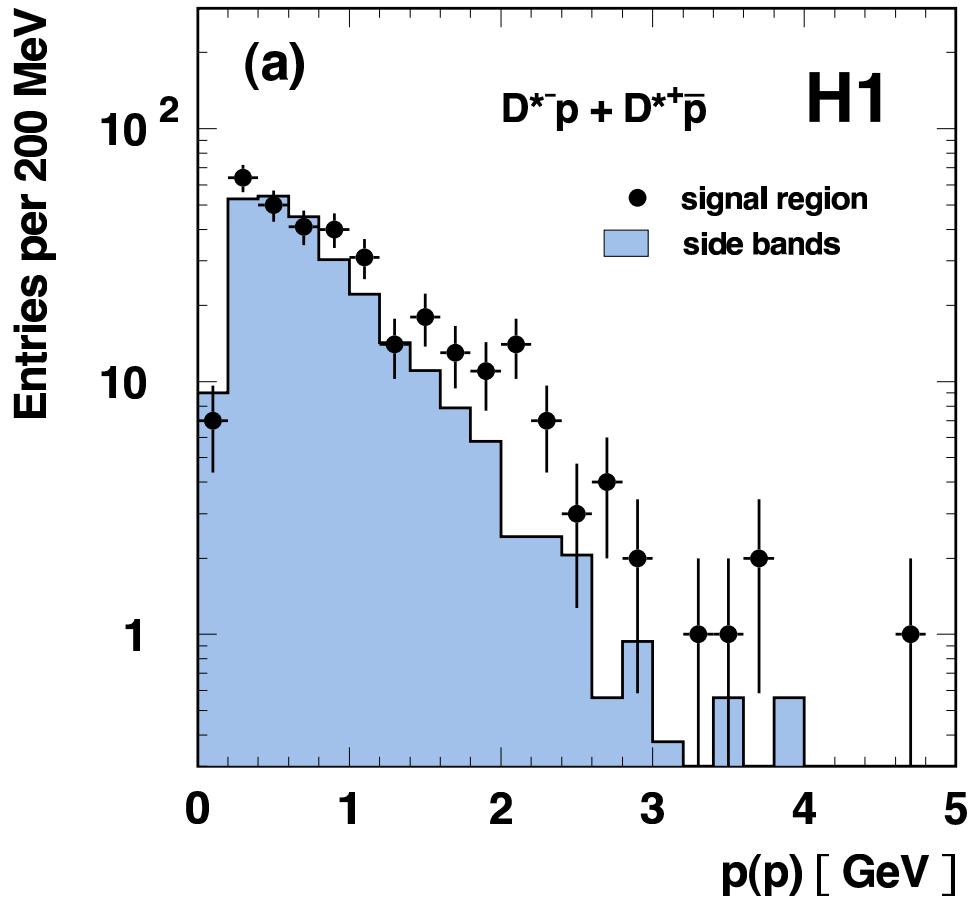 Entries per 200 MeV
(a)
D*⁻p + D*⁺p̅
H1
signal region
side bands
10²
10
1
0 1 2 3 4 5
p(p) [ GeV ]